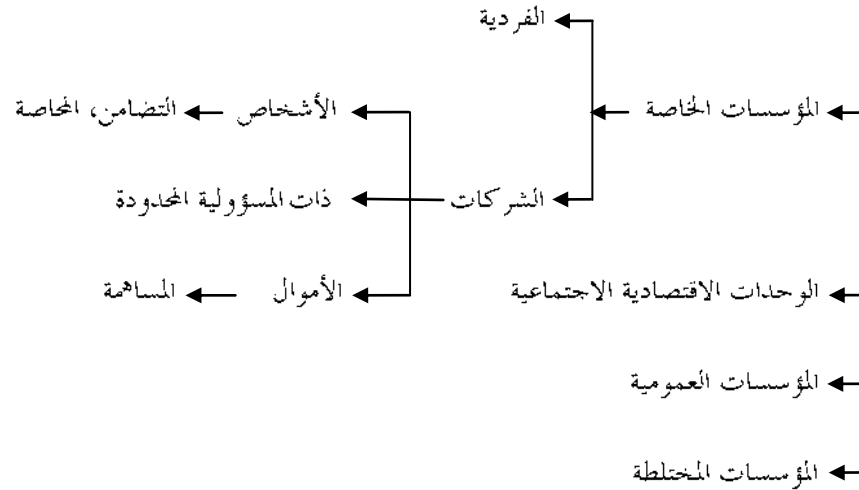 الفردية
المؤسسات الخاصة الأشخاص التضامن، المحاصة
الشركات ذات المسؤولية المحدودة
الأموال المساهمة
الوحدات الاقتصادية الاجتماعية
المؤسسات العمومية
المؤسسات المختلطة